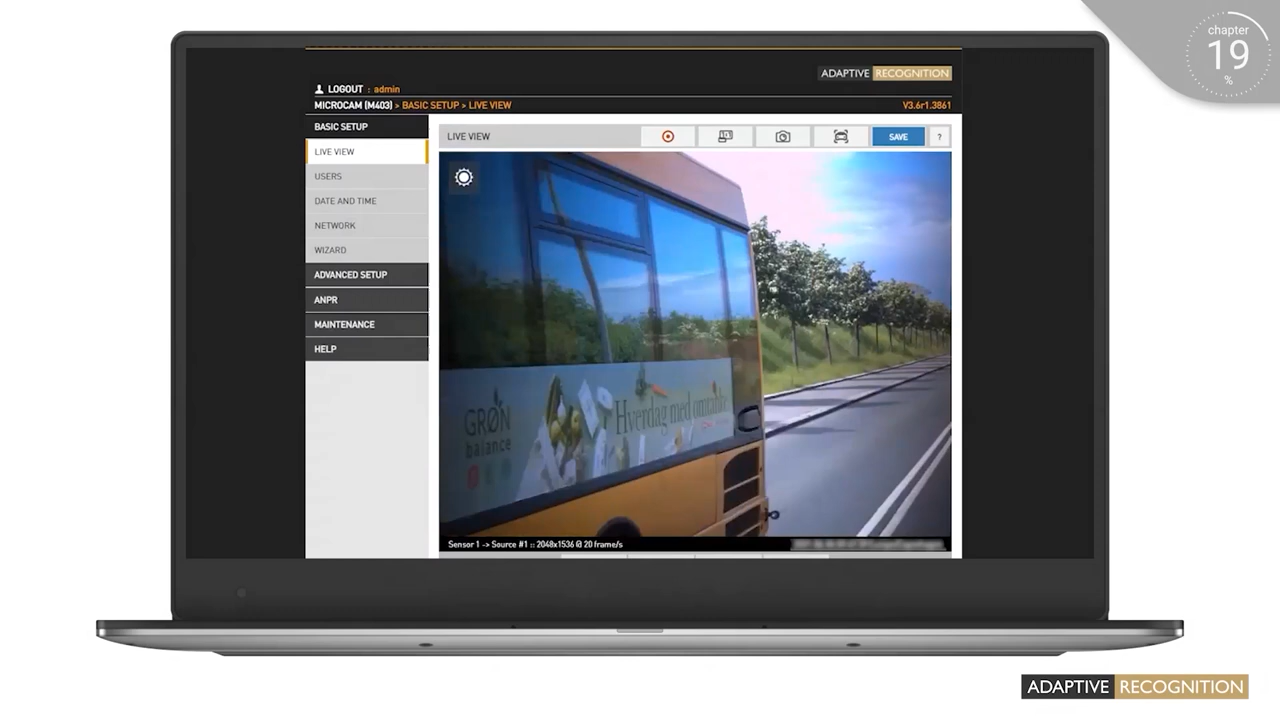 chapter
19
%
ADAPTIVE RECOGNITION
LOGOUT : admin
MICROCAM [M403] > BASIC SETUP > LIVE VIEW
V3.6r1.3861
BASIC SETUP
LIVE VIEW
USERS
DATE AND TIME
NETWORK
WIZARD
ADVANCED SETUP
ANPR
MAINTENANCE
HELP
LIVE VIEW
SAVE
?
GRØN
balance
Hverdag med omtanke
Sensor 1 -> Source #1 :: 2048x1536 @ 20 frame/s
ADAPTIVE RECOGNITION